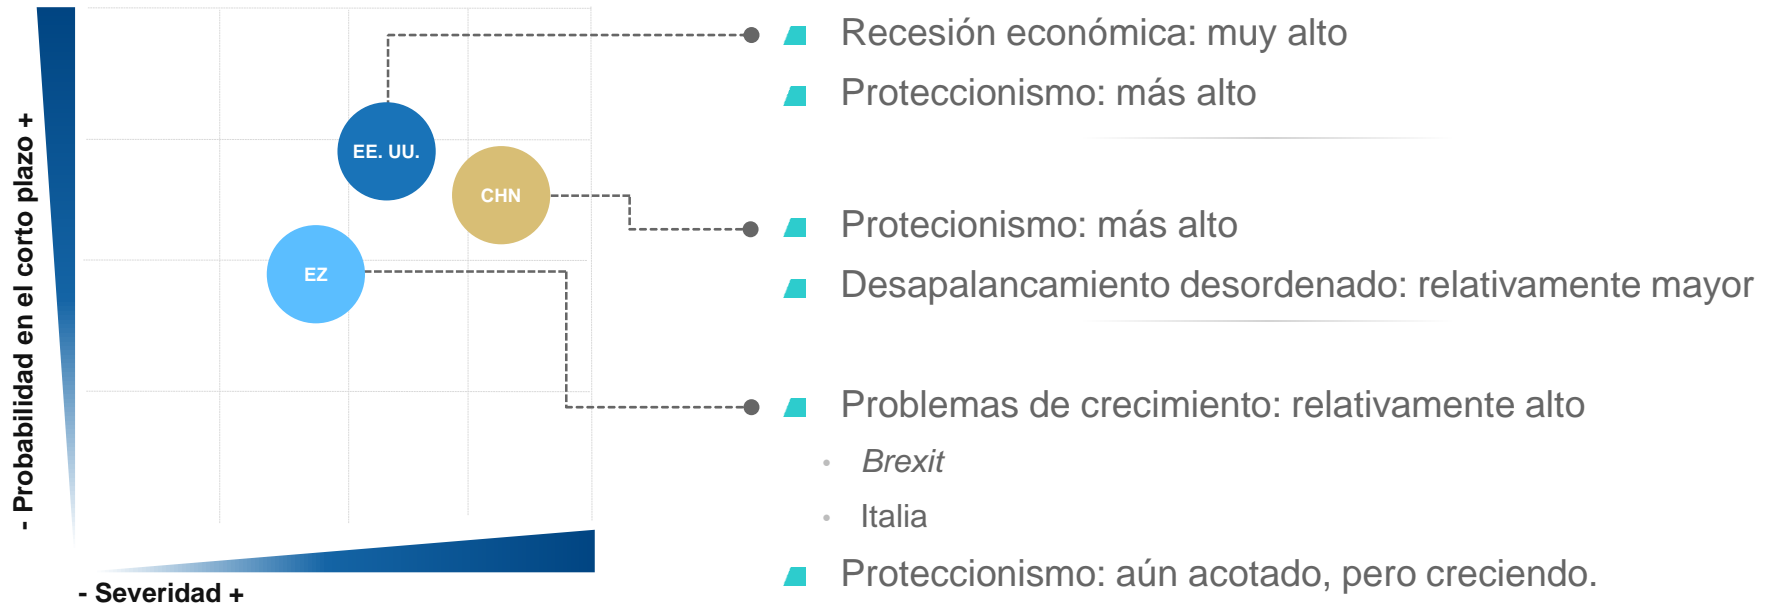 - Probabilidad en el corto plazo +
EE. UU.
CHN
EZ
- Severidad +
Recesión económica: muy alto
Proteccionismo: más alto
Protecionismo: más alto
Desapalancamiento desordenado: relativamente mayor
Problemas de crecimiento: relativamente alto
Brexit
Italia
Proteccionismo: aún acotado, pero creciendo.